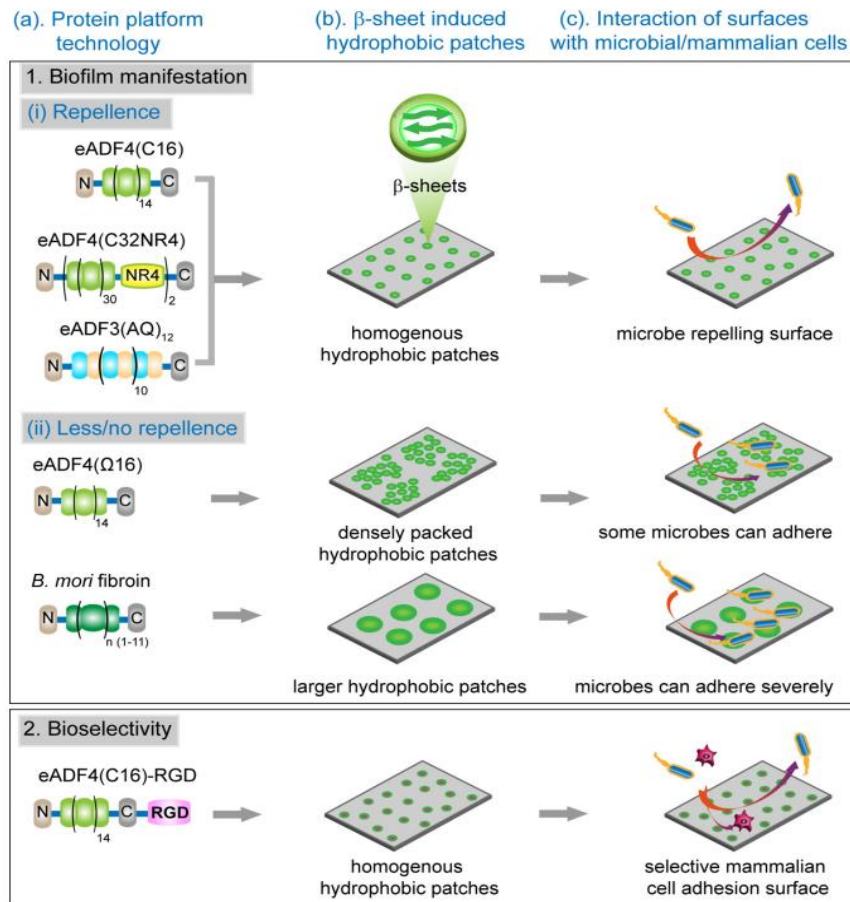 (a). Protein platform
technology
(b). β-sheet induced
hydrophobic patches
(c). Interaction of surfaces
with microbial/mammalian cells
1. Biofilm manifestation
(i) Repellence
eADF4(C16)
N
C
14
β-sheets
eADF4(C32NR4)
N
NR4
C
30
2
eADF3(AQ)12
N
C
10
homogenous
hydrophobic patches
microbe repelling surface
(ii) Less/no repellence
eADF4(Ω16)
N
C
14
densely packed
hydrophobic patches
some microbes can adhere
B. mori fibroin
N
C
n (1-11)
larger hydrophobic patches
microbes can adhere severely
2. Bioselectivity
eADF4(C16)-RGD
N
C
RGD
14
homogenous
hydrophobic patches
selective mammalian
cell adhesion surface